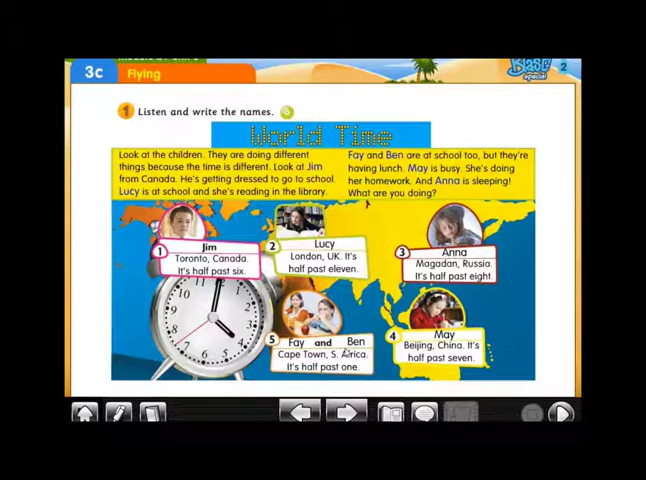 3c
Flying
Blast
special
2
1 Listen and write the names.
World Time
Look at the children. They are doing different
things because the time is different. Look at Jim
from Canada. He's getting dressed to go to school.
Lucy is at school and she's reading in the library.
Fay and Ben are at school too, but they're
having lunch. May is busy. She's doing
her homework. And Anna is sleeping!
What are you doing?
1
Jim
Toronto, Canada.
It's half past six.
2
Lucy
London, UK. It's
half past eleven.
3
Anna
Magadan, Russia.
It's half past eight.
4
May
Beijing, China. It's
half past seven.
5
Fay and Ben
Cape Town, S. Africa.
It's half past one.